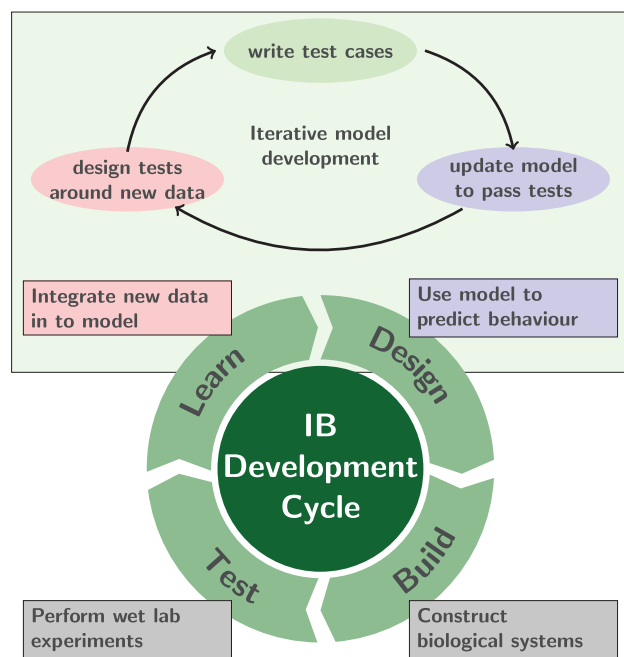 write test cases
Iterative model
development
design tests
around new data
update model
to pass tests
Integrate new data
in to model
Use model to
predict behaviour
Learn
Design
IB
Development
Cycle
Test
Build
Perform wet lab
experiments
Construct
biological systems